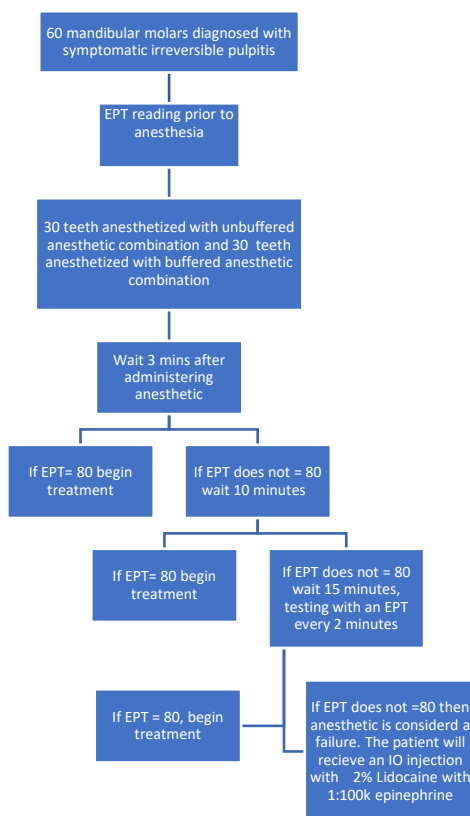 60 mandibular molars diagnosed with
symptomatic irreversible pulpitis
EPT reading prior to
anesthesia
30 teeth anesthetized with unbuffered
anesthetic combination and 30 teeth
anesthetized with buffered anesthetic
combination
Wait 3 mins after
administering
anesthetic
If EPT= 80 begin
treatment
If EPT does not = 80
wait 10 minutes
If EPT= 80 begin
treatment
If EPT does not = 80
wait 15 minutes,
testing with an EPT
every 2 minutes
If EPT = 80, begin
treatment
If EPT does not =80 then
anesthetic is considerd a
failure. The patient will
recieve an IO injection
with 2% Lidocaine with
1:100k epinephrine